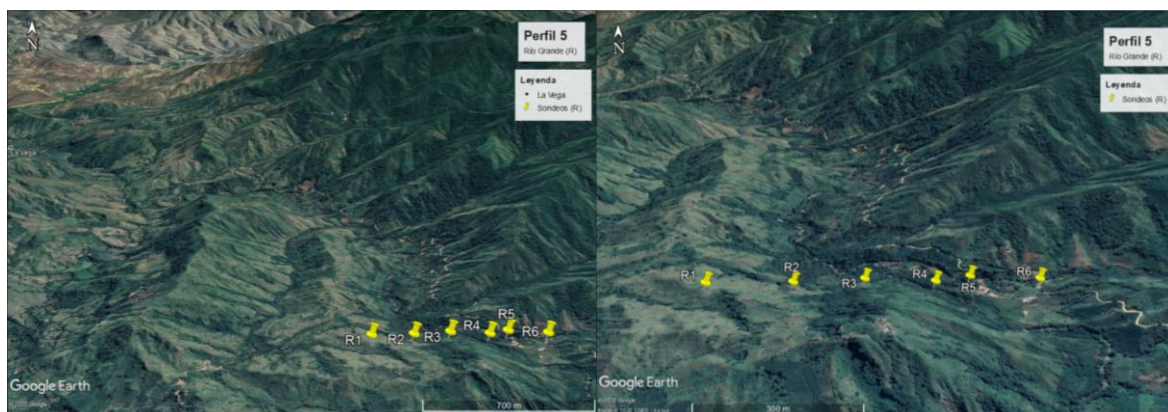 N
Perfil 5
Río Grande (R)
Leyenda
La Vega
Sondeos (R)
La Vega
R1
R2
R3
R4
R5
R6
Google Earth
700 m
N
Perfil 5
Río Grande (R)
Leyenda
Sondeos (R)
R1
R2
R3
R4
R5
R6
Google Earth
300 m